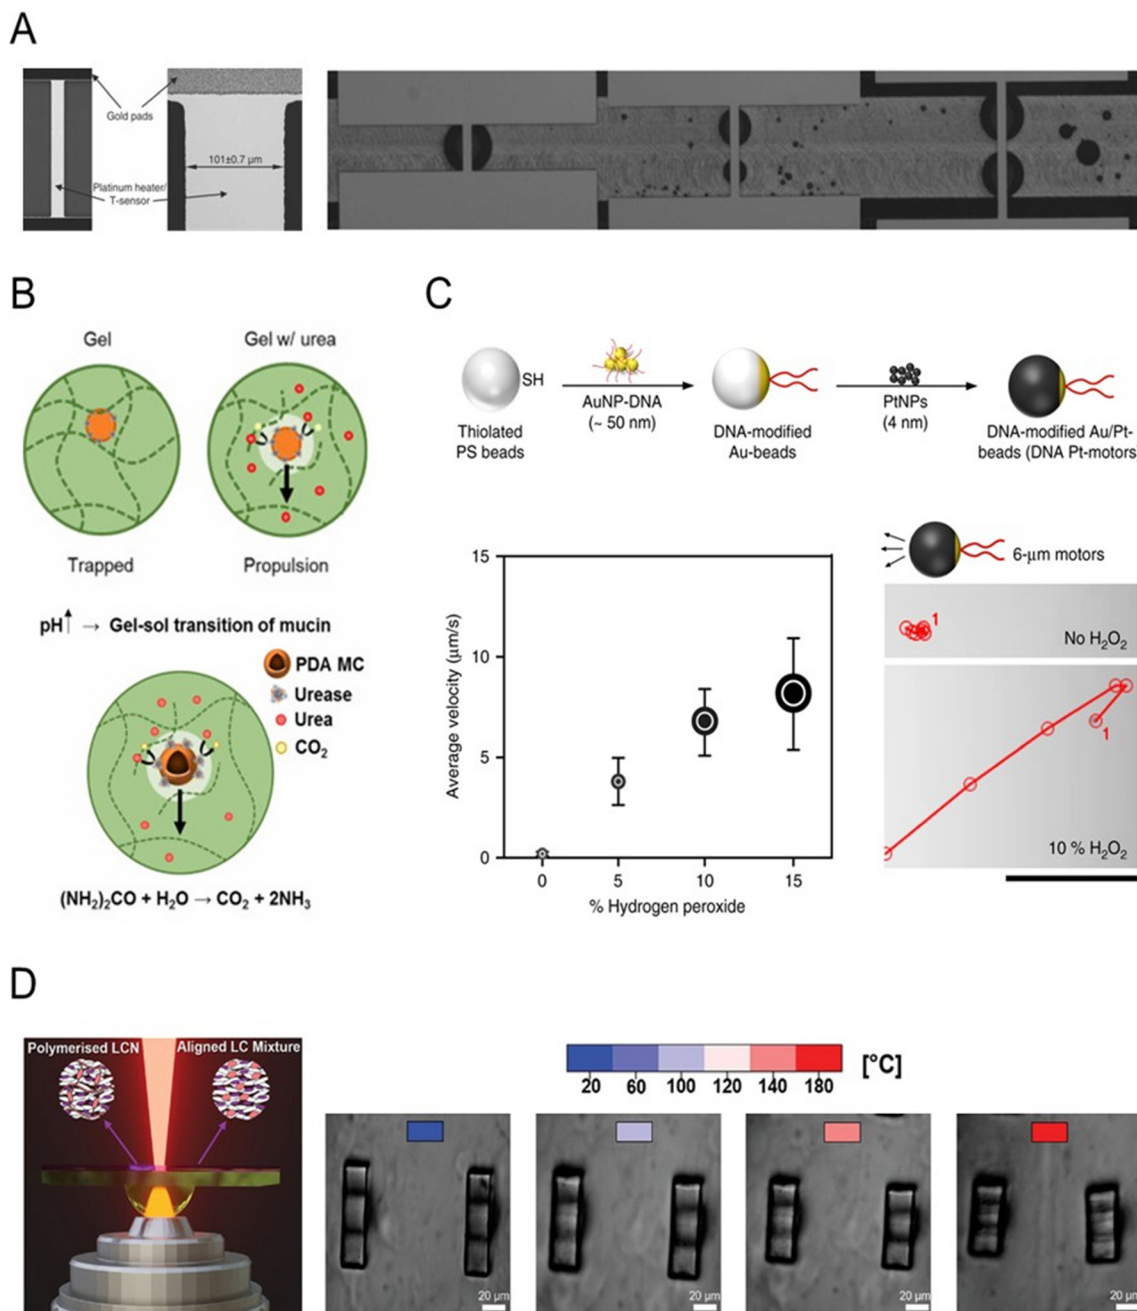 A
Gold pads
101±0.7 µm
Platinum heater/
T-sensor
B
Gel
Gel w/ urea
Trapped
Propulsion
pH↑ → Gel-sol transition of mucin
PDA MC
Urease
Urea
CO₂
(NH₂)₂CO + H₂O → CO₂ + 2NH₃
C
SH
Thiolated
PS beads
AuNP-DNA
(~ 50 nm)
DNA-modified
Au-beads
PtNPs
(4 nm)
DNA-modified Au/Pt-
beads (DNA Pt-motors
15
10
5
0
Average velocity (µm/s)
0 5 10 15
% Hydrogen peroxide
6-µm motors
1
No H₂O₂
1
10 % H₂O₂
D
Polymerised LCN
Aligned LC Mixture
20 60 100 120 140 180
[°C]
20 µm
20 µm
20 µm
20 µm